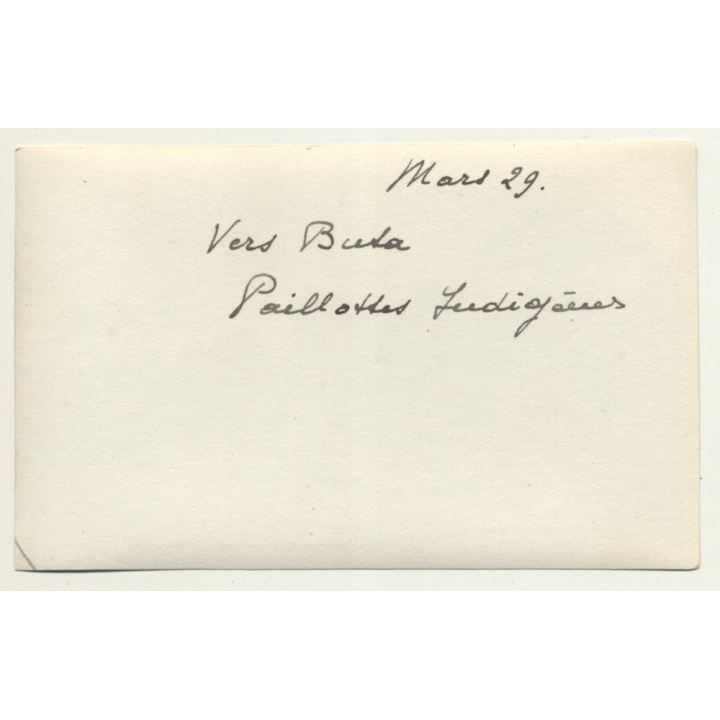 Mars 29.
Vers Buta
Paillottes Indigènes